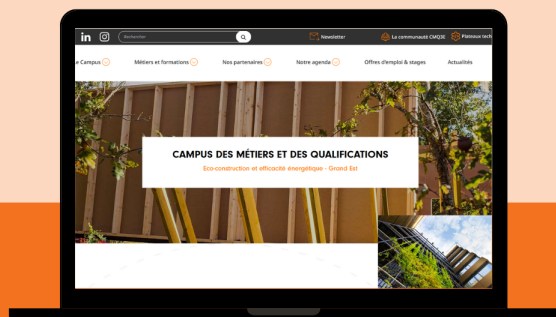 in
Rechercher
Newsletter
La communauté CMQ3E
Plateaux tech
e Campus
Métiers et formations
Nos partenaires
Notre agenda
Offres d'emploi & stages
Actualités
CAMPUS DES MÉTIERS ET DES QUALIFICATIONS
Eco-construction et efficacité énergétique - Grand Est